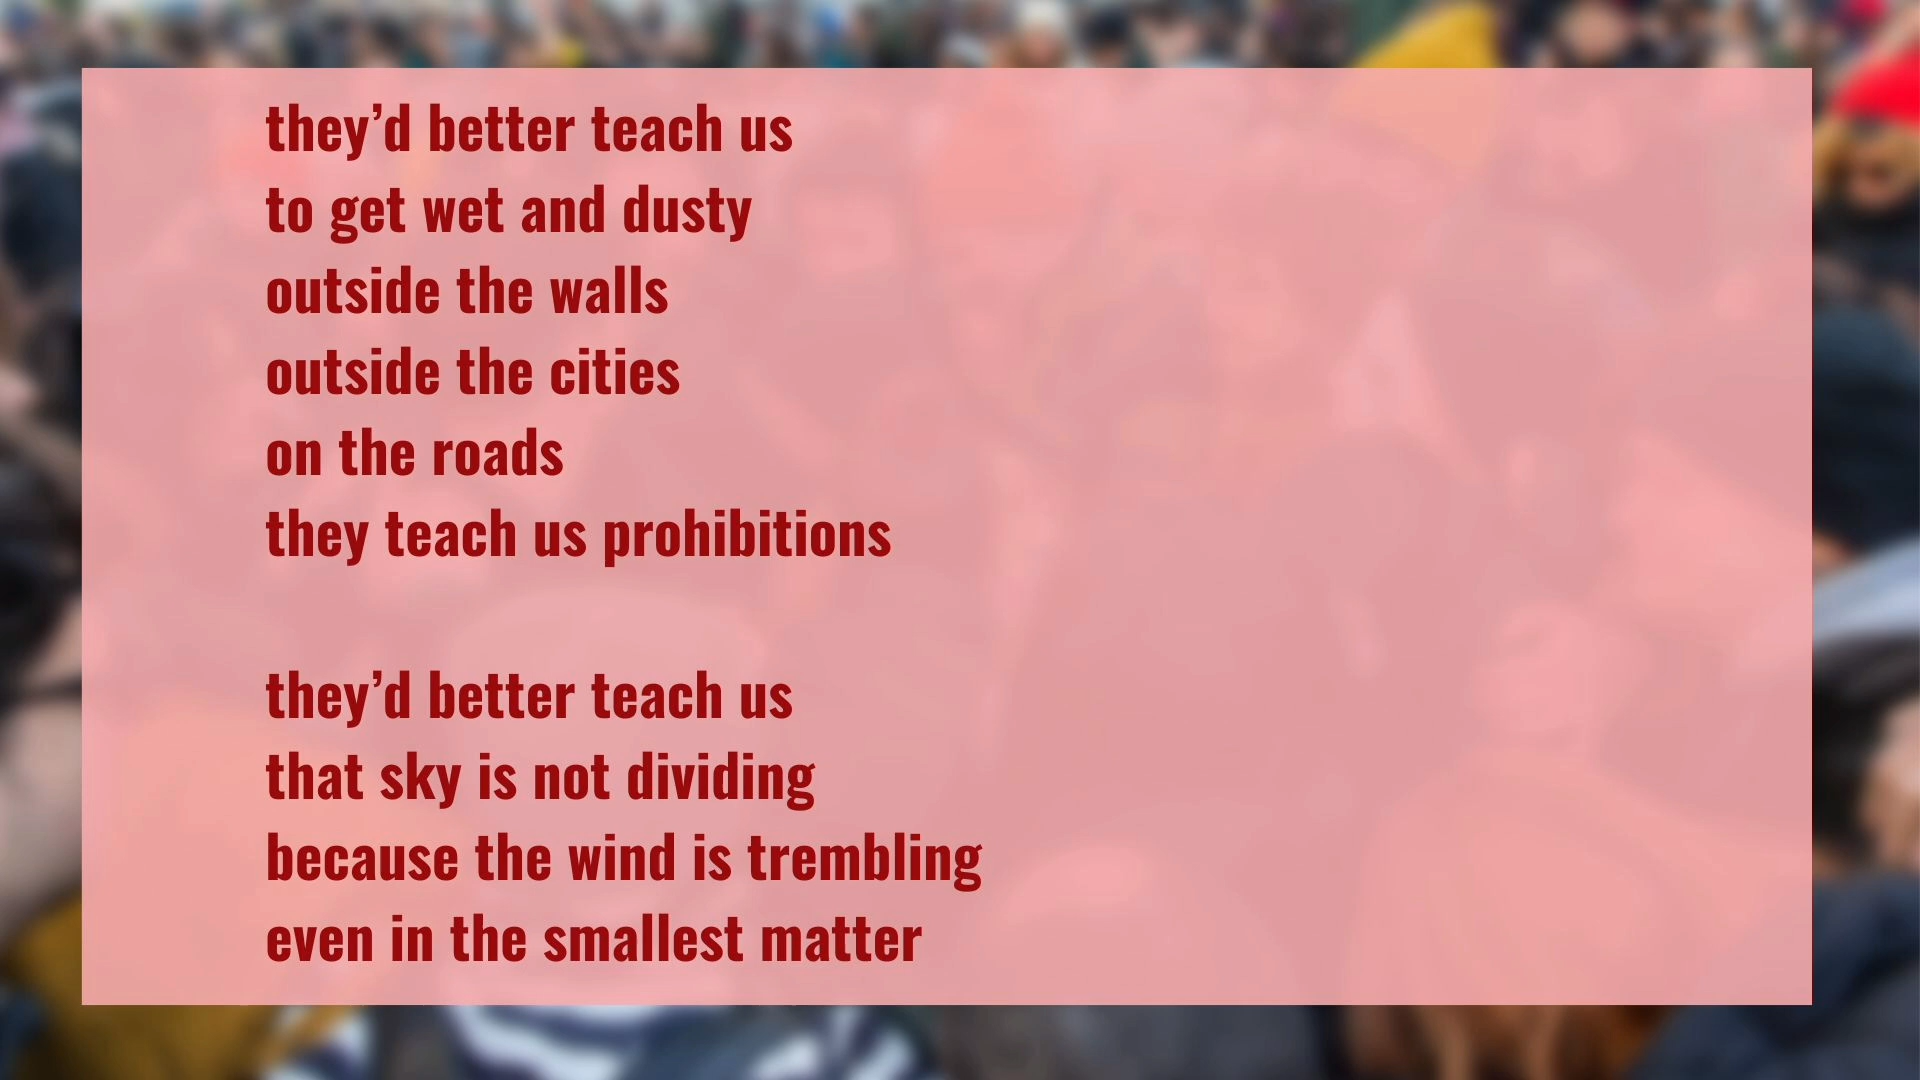 they’d better teach us
to get wet and dusty
outside the walls
outside the cities
on the roads
they teach us prohibitions

they’d better teach us
that sky is not dividing
because the wind is trembling
even in the smallest matter